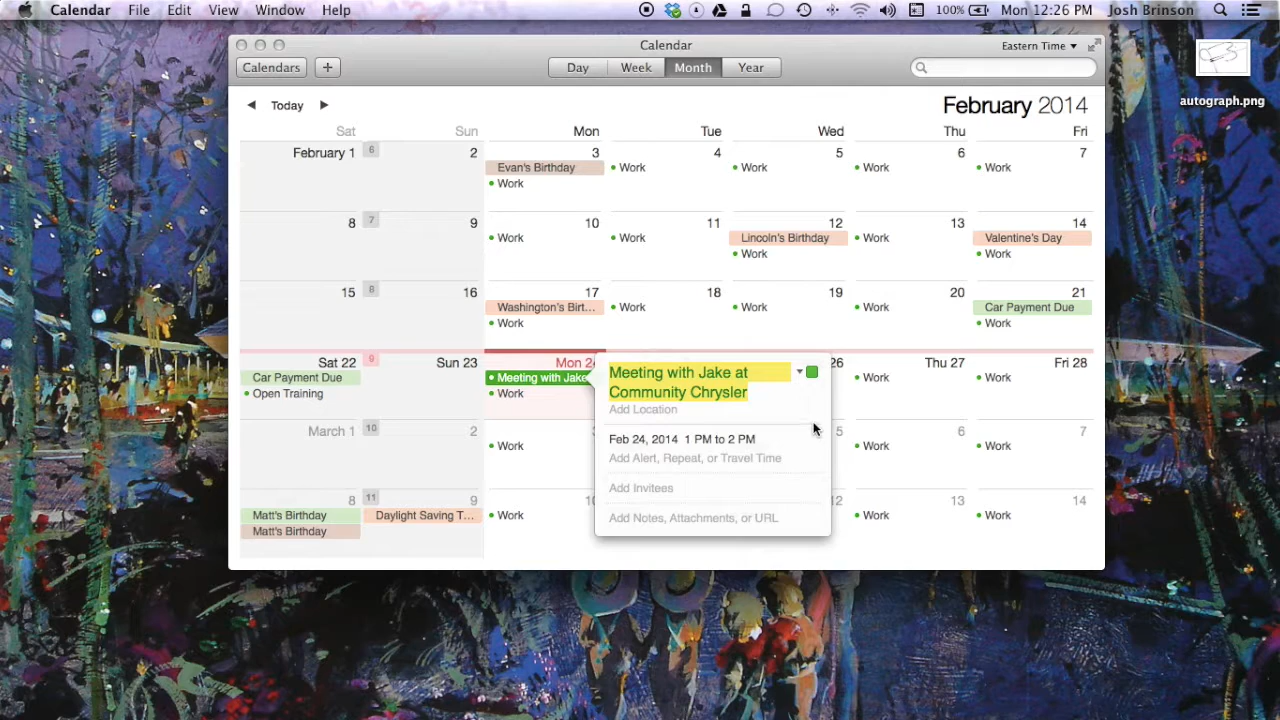 Calendar File Edit View Window Help 100% Mon 12:26 PM Josh Brinson
Calendar Eastern Time
Calendars + Day Week Month Year
autograph.png
Today February 2014
Sat Sun Mon Tue Wed Thu Fri
February 1 6 2 3 4 5 6 7
Evan's Birthday Work Work Work Work
Work
8 7 9 10 11 12 13 14
Work Work Lincoln's Birthday Work Valentine's Day
Work Work
15 8 16 17 18 19 20 21
Washington's Birt... Work Work Work Car Payment Due
Work Work
Sat 22 9 Sun 23 Mon 24 26 Thu 27 Fri 28
Car Payment Due Meeting with Jake Work Work
Open Training Work
Meeting with Jake at
Community Chrysler
Add Location
Feb 24, 2014 1 PM to 2 PM
Add Alert, Repeat, or Travel Time
Add Invitees
Add Notes, Attachments, or URL
March 1 10 2 5 6 7
Work Work Work
8 11 9 12 13 14
Matt's Birthday Daylight Saving T... Work Work Work
Matt's Birthday